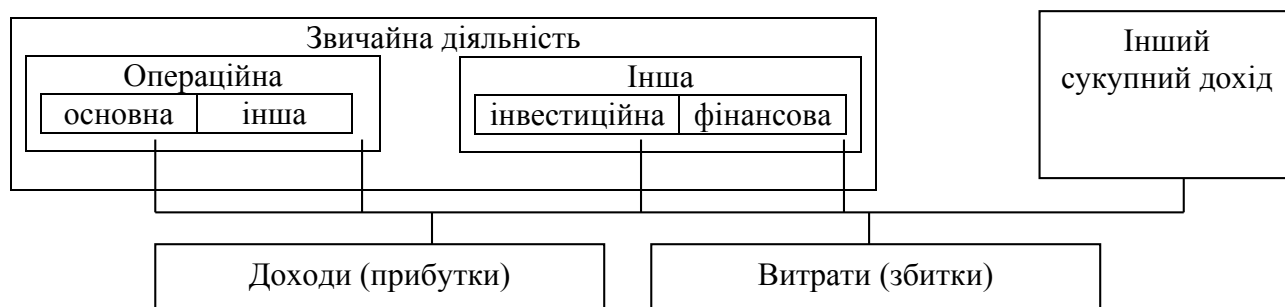 Звичайна діяльність
Операційна
основна
інша
Інша
інвестиційна
фінансова
Інший
сукупний дохід
Доходи (прибутки)
Витрати (збитки)